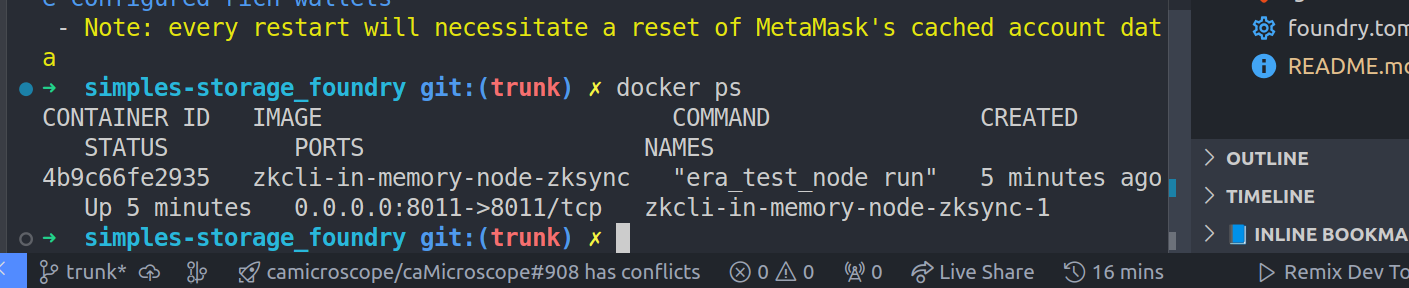 - Note: every restart will necessitate a reset of MetaMask's cached account dat
a
➜  simples-storage_foundry git:(trunk) ✗ docker ps
CONTAINER ID   IMAGE                         COMMAND               CREATED
   STATUS         PORTS                    NAMES
4b9c66fe2935   zkcli-in-memory-node-zksync   "era_test_node run"   5 minutes ago
   Up 5 minutes   0.0.0.0:8011->8011/tcp   zkcli-in-memory-node-zksync-1
➜  simples-storage_foundry git:(trunk) ✗
foundry.tom
README.md
OUTLINE
TIMELINE
INLINE BOOKMA
trunk* camicroscope/caMicroscope#908 has conflicts 0 0 0 Live Share 16 mins Remix Dev To